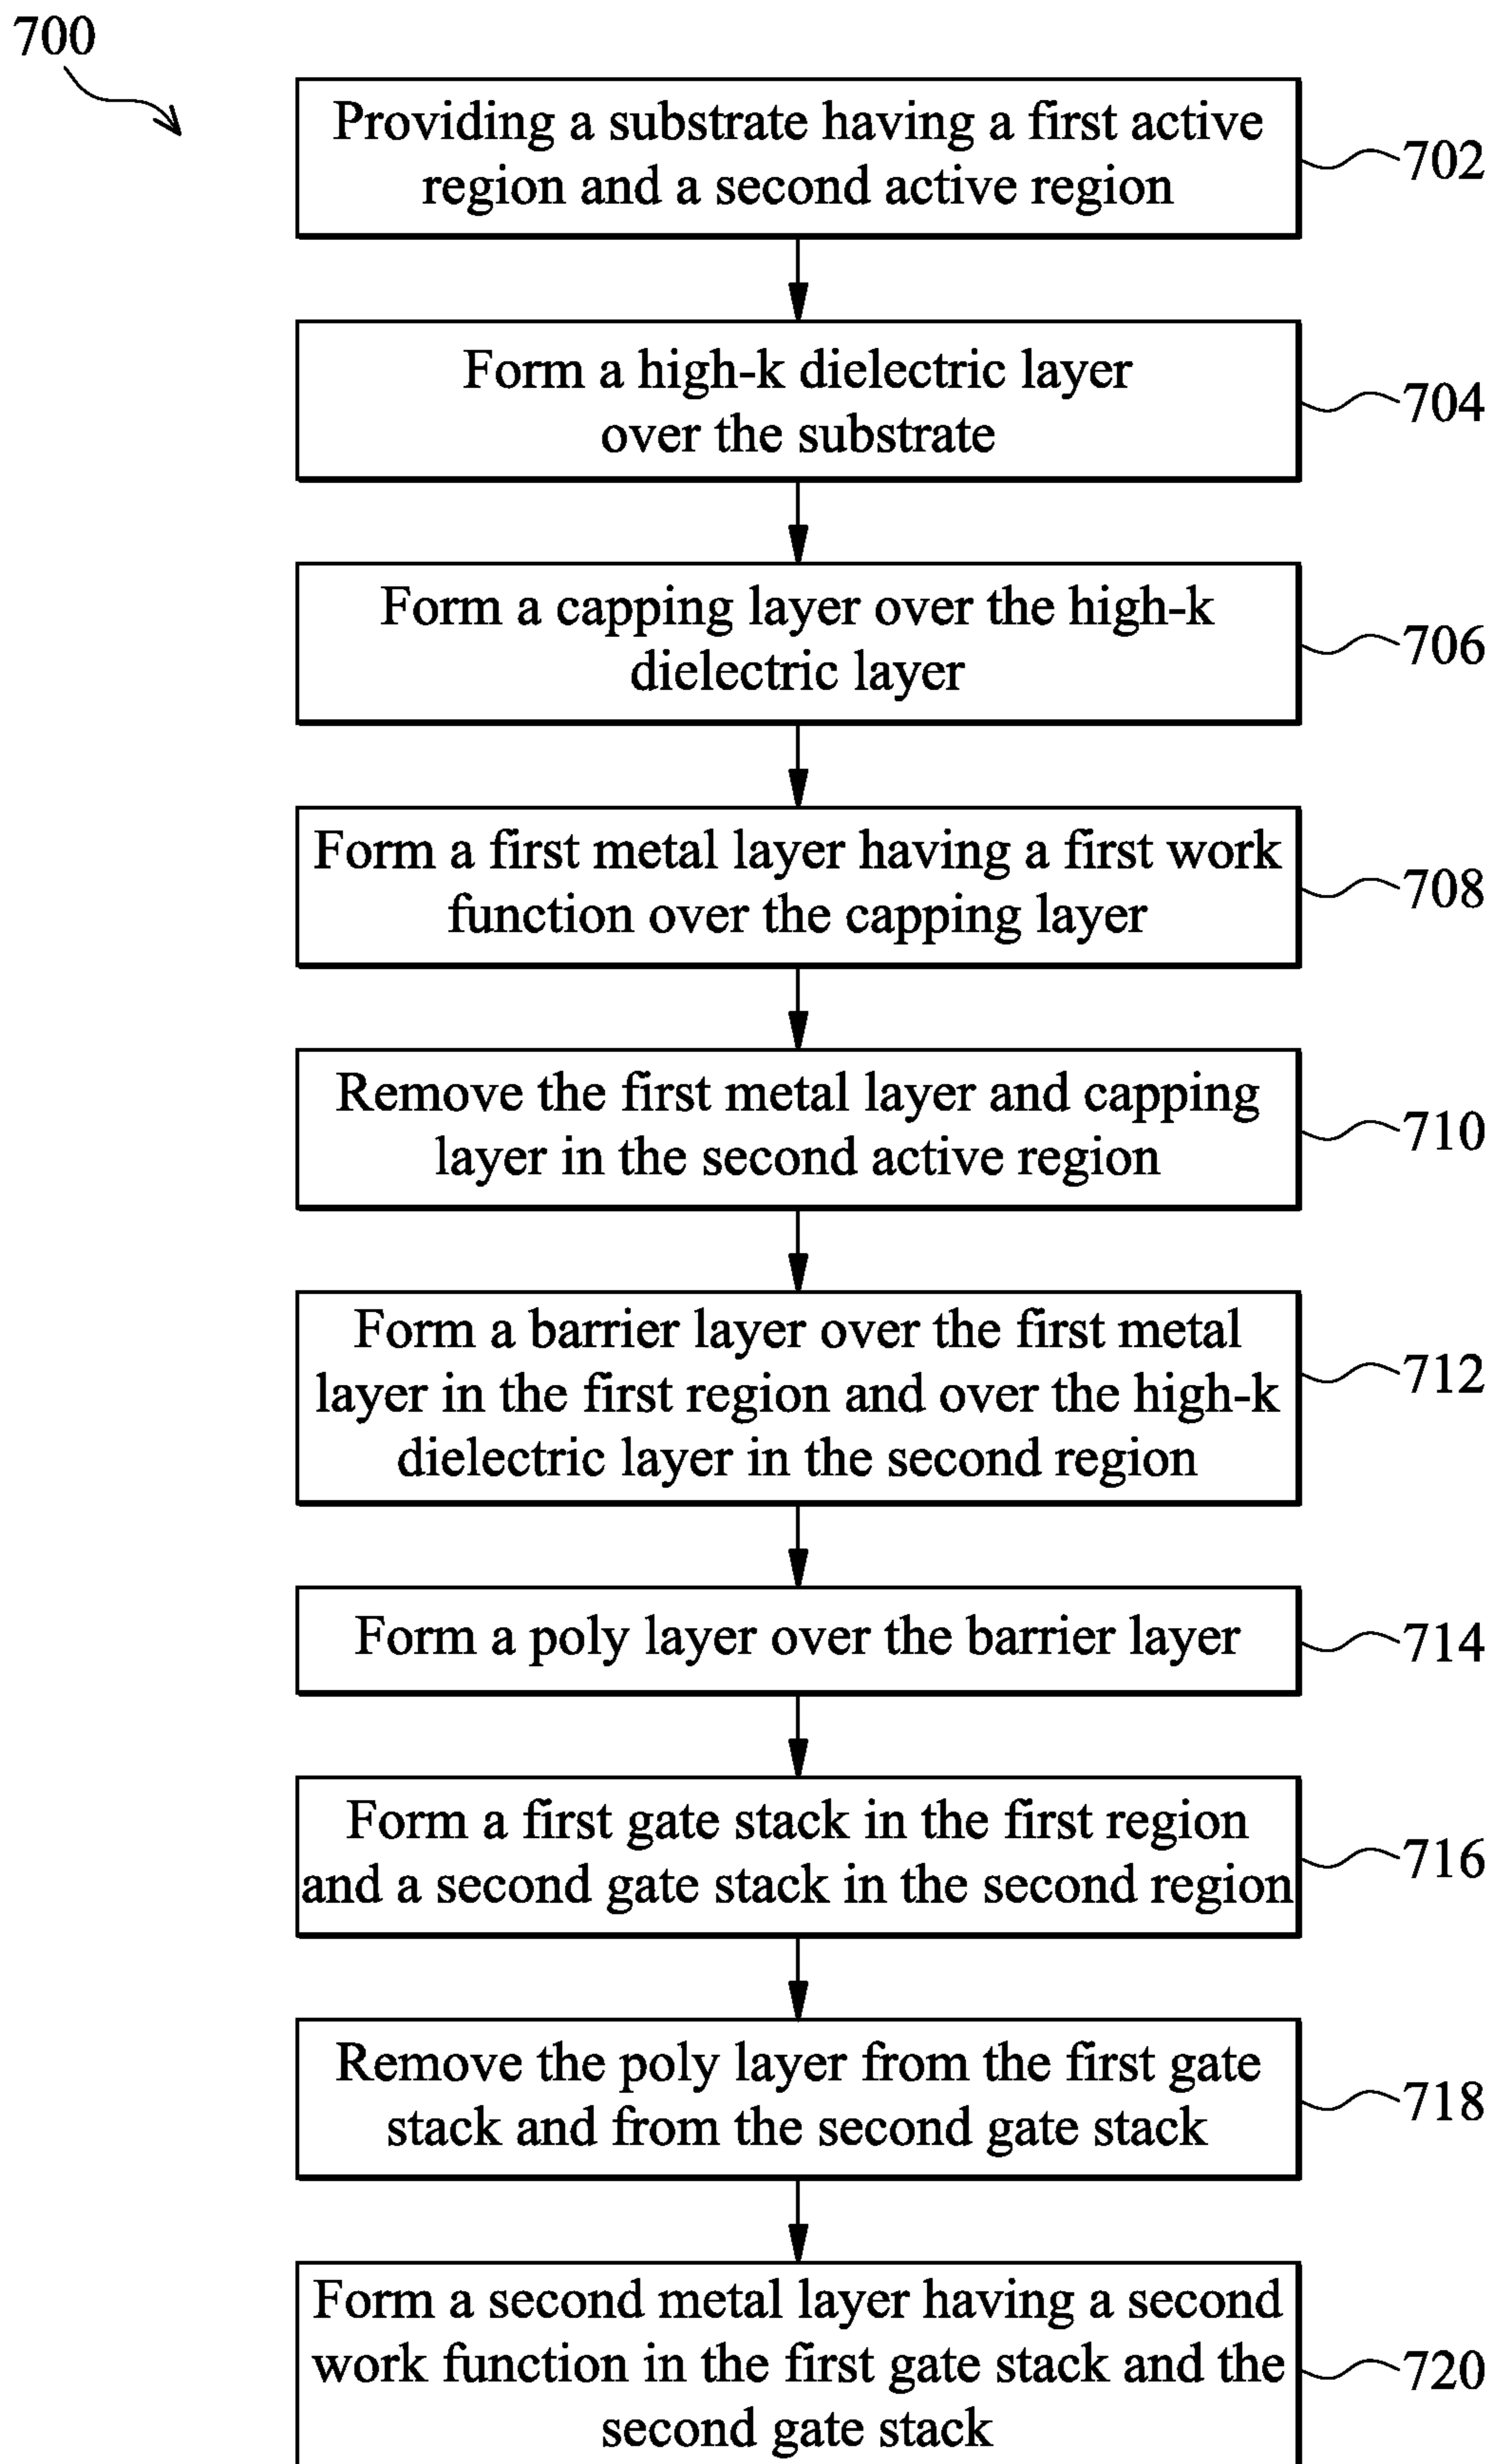 700
Providing a substrate having a first active
region and a second active region
702
Form a high-k dielectric layer
over the substrate
704
Form a capping layer over the high-k
dielectric layer
706
Form a first metal layer having a first work
function over the capping layer
708
Remove the first metal layer and capping
layer in the second active region
710
Form a barrier layer over the first metal
layer in the first region and over the high-k
dielectric layer in the second region
712
Form a poly layer over the barrier layer
714
Form a first gate stack in the first region
and a second gate stack in the second region
716
Remove the poly layer from the first gate
stack and from the second gate stack
718
Form a second metal layer having a second
work function in the first gate stack and the
second gate stack
720